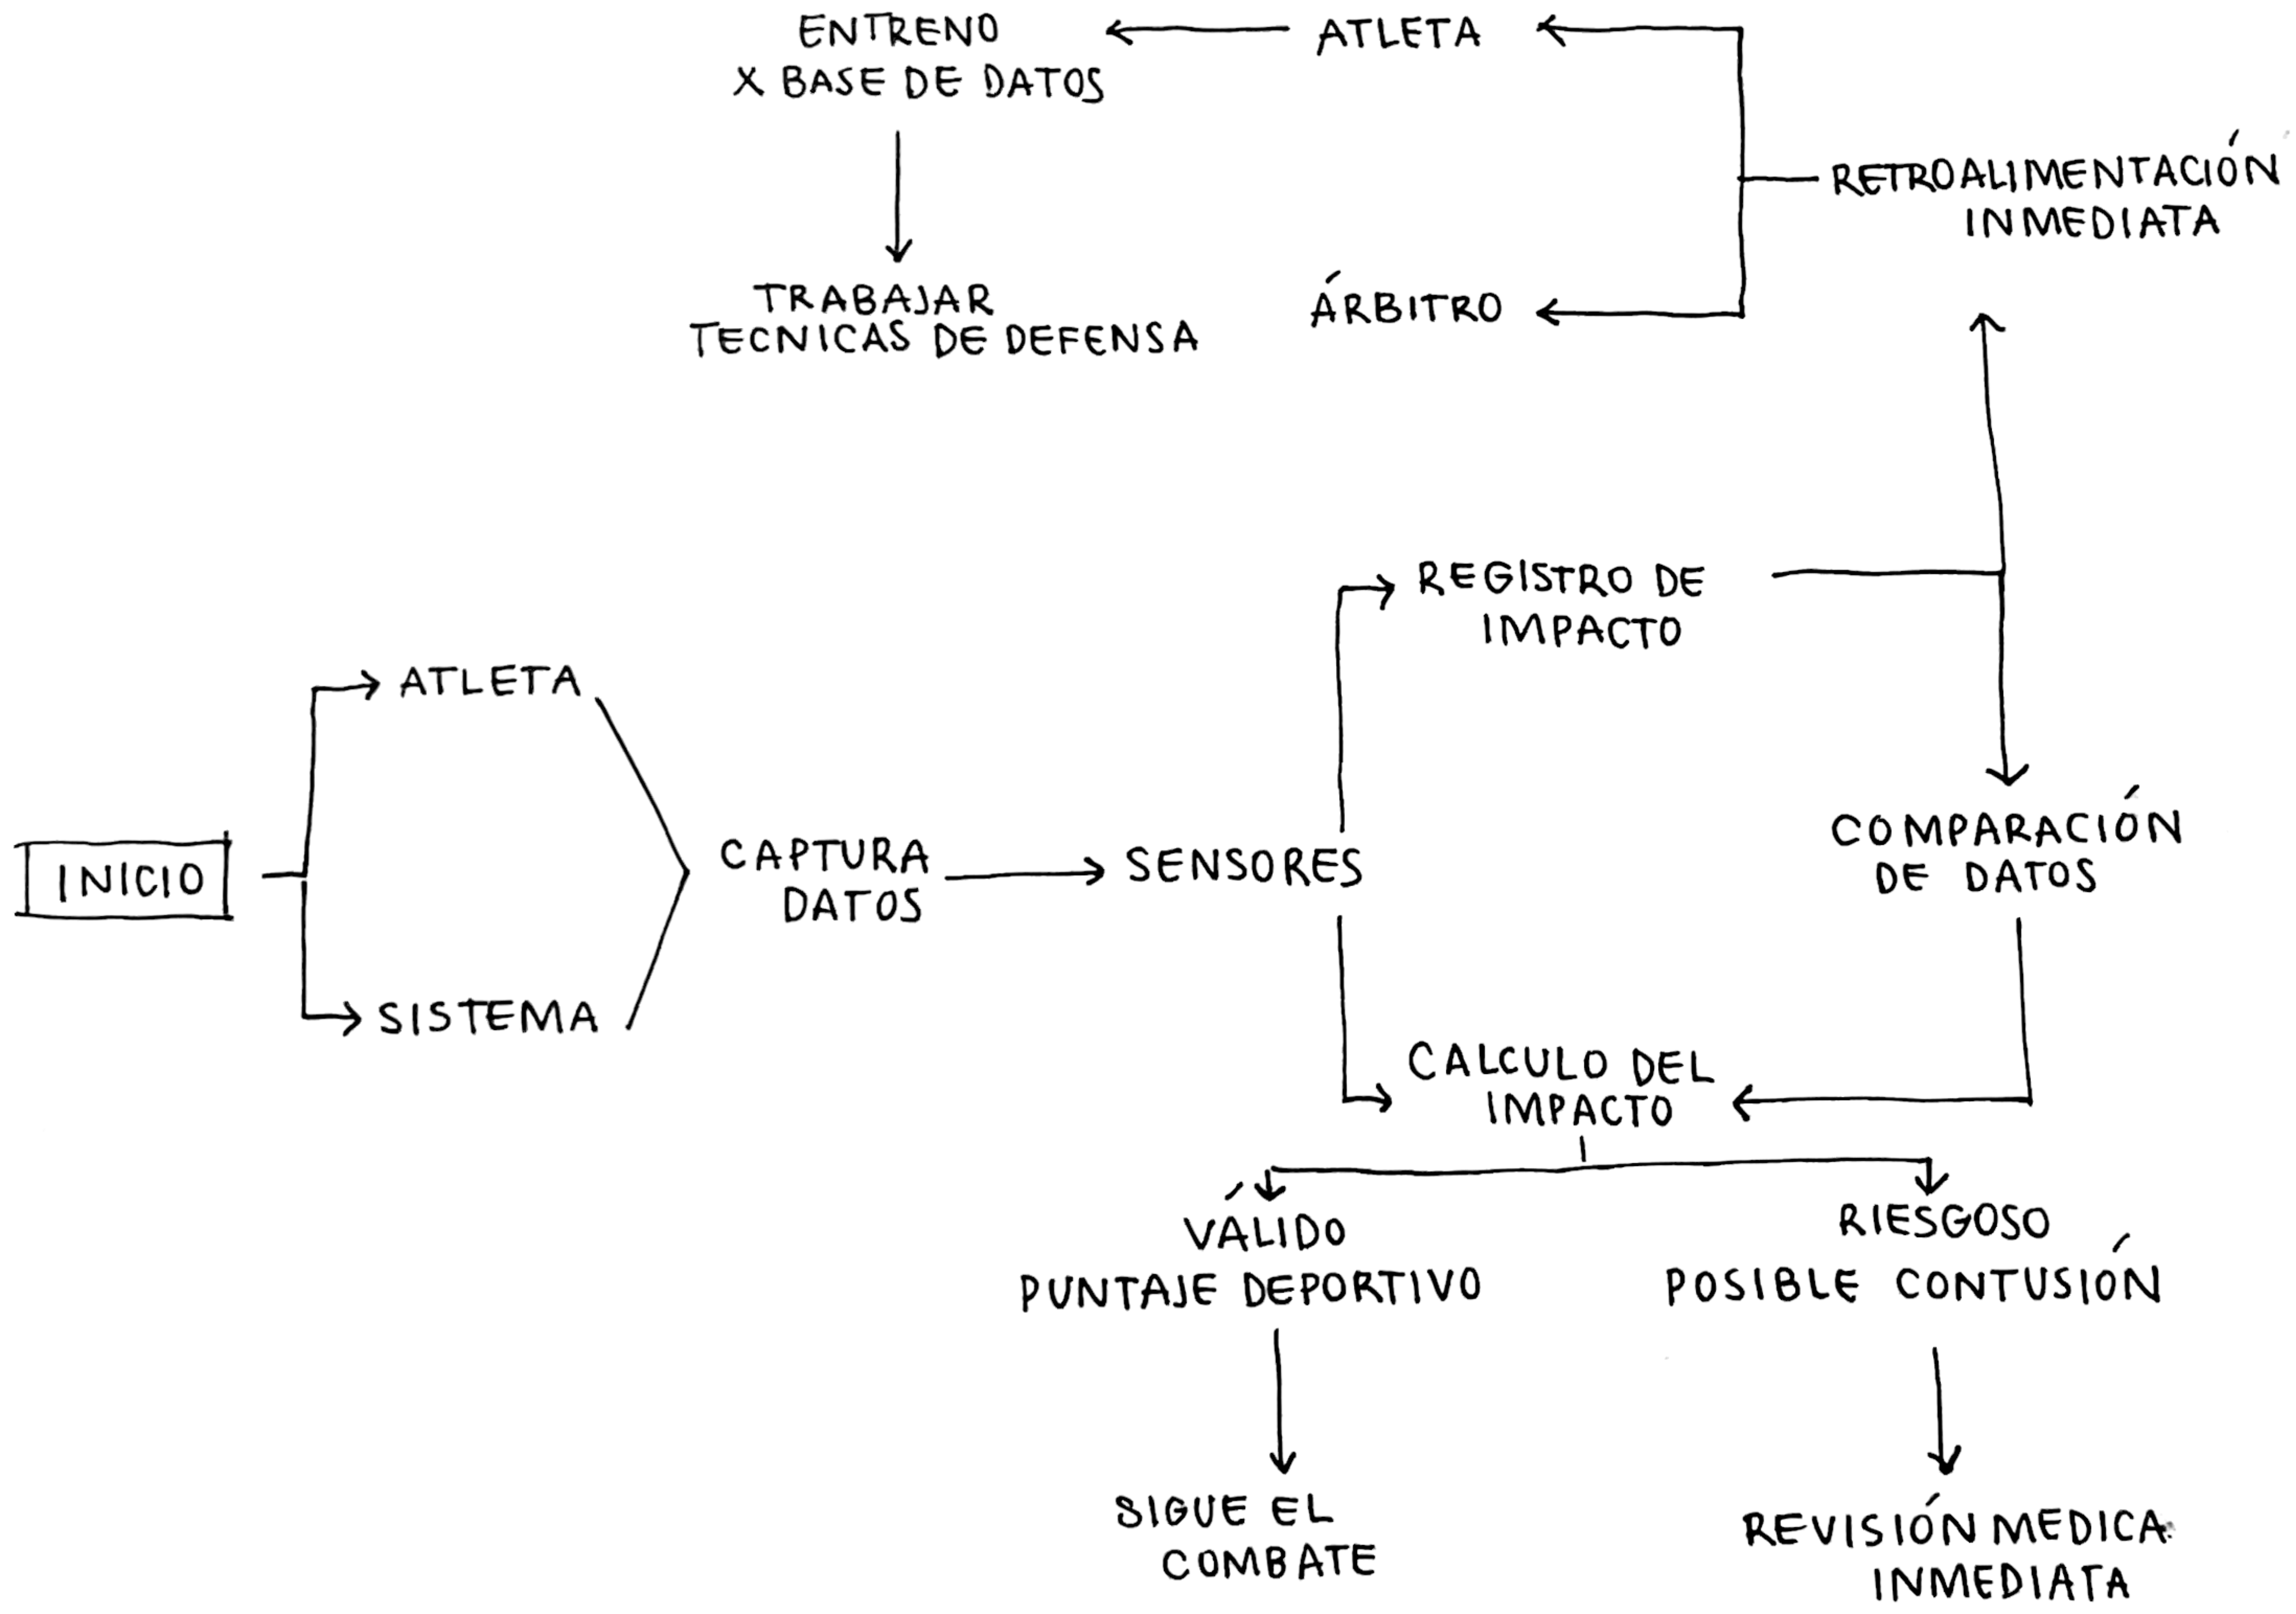 ENTRENO
X BASE DE DATOS
ATLETA
RETROALIMENTACIÓN
INMEDIATA
TRABAJAR
TECNICAS DE DEFENSA
ÁRBITRO
REGISTRO DE
IMPACTO
ATLETA
INICIO
CAPTURA
DATOS
SENSORES
COMPARACIÓN
DE DATOS
SISTEMA
CALCULO DEL
IMPACTO
VÁLIDO
PUNTAJE DEPORTIVO
RIESGOSO
POSIBLE CONTUSIÓN
SIGUE EL
COMBATE
REVISIÓN MEDICA
INMEDIATA